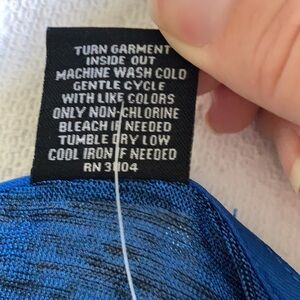 TURN GARMENT
INSIDE OUT
MACHINE WASH COLD
GENTLE CYCLE
WITH LIKE COLORS
ONLY NON-CHLORINE
BLEACH IF NEEDED
TUMBLE DRY LOW
COOL IRON IF NEEDED
RN